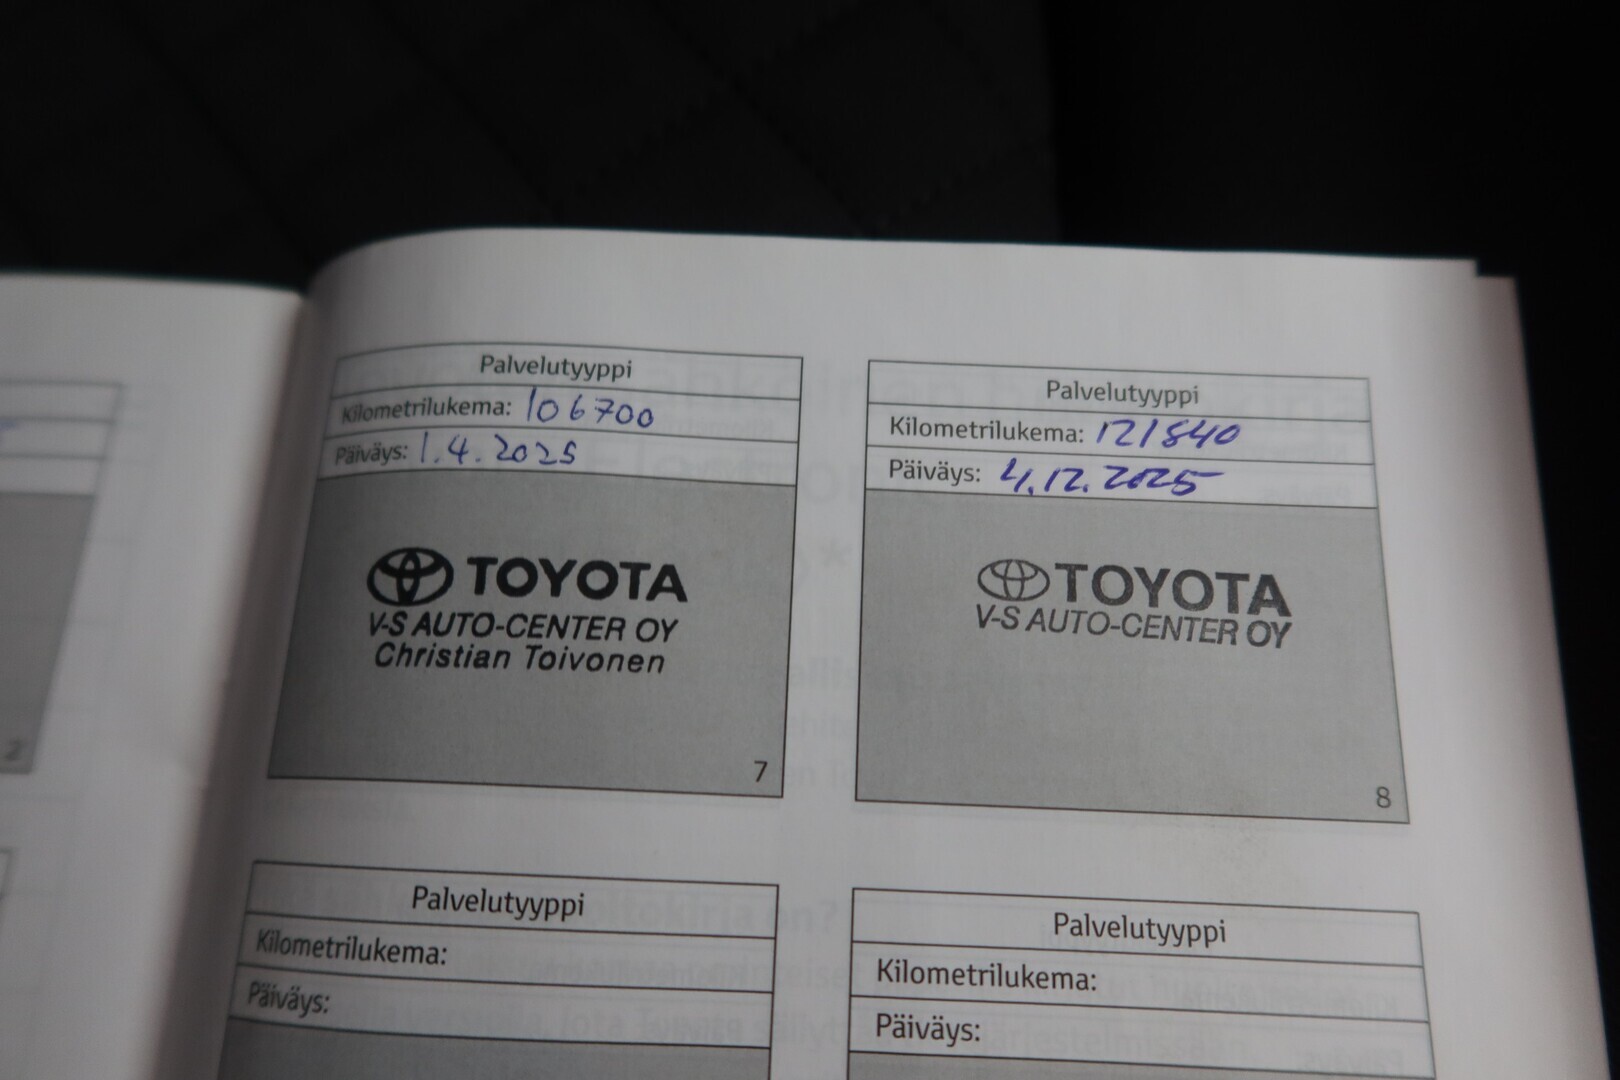 Palvelutyyppi
Kilometrilukema: 106700
Päiväys: 1.4.2025
TOYOTA
V-S AUTO-CENTER OY
Christian Toivonen
7
Palvelutyyppi
Kilometrilukema: 121840
Päiväys: 4.12.2025
TOYOTA
V-S AUTO-CENTER OY
8
Palvelutyyppi
Kilometrilukema:
Päiväys:
Palvelutyyppi
Kilometrilukema:
Päiväys:
2